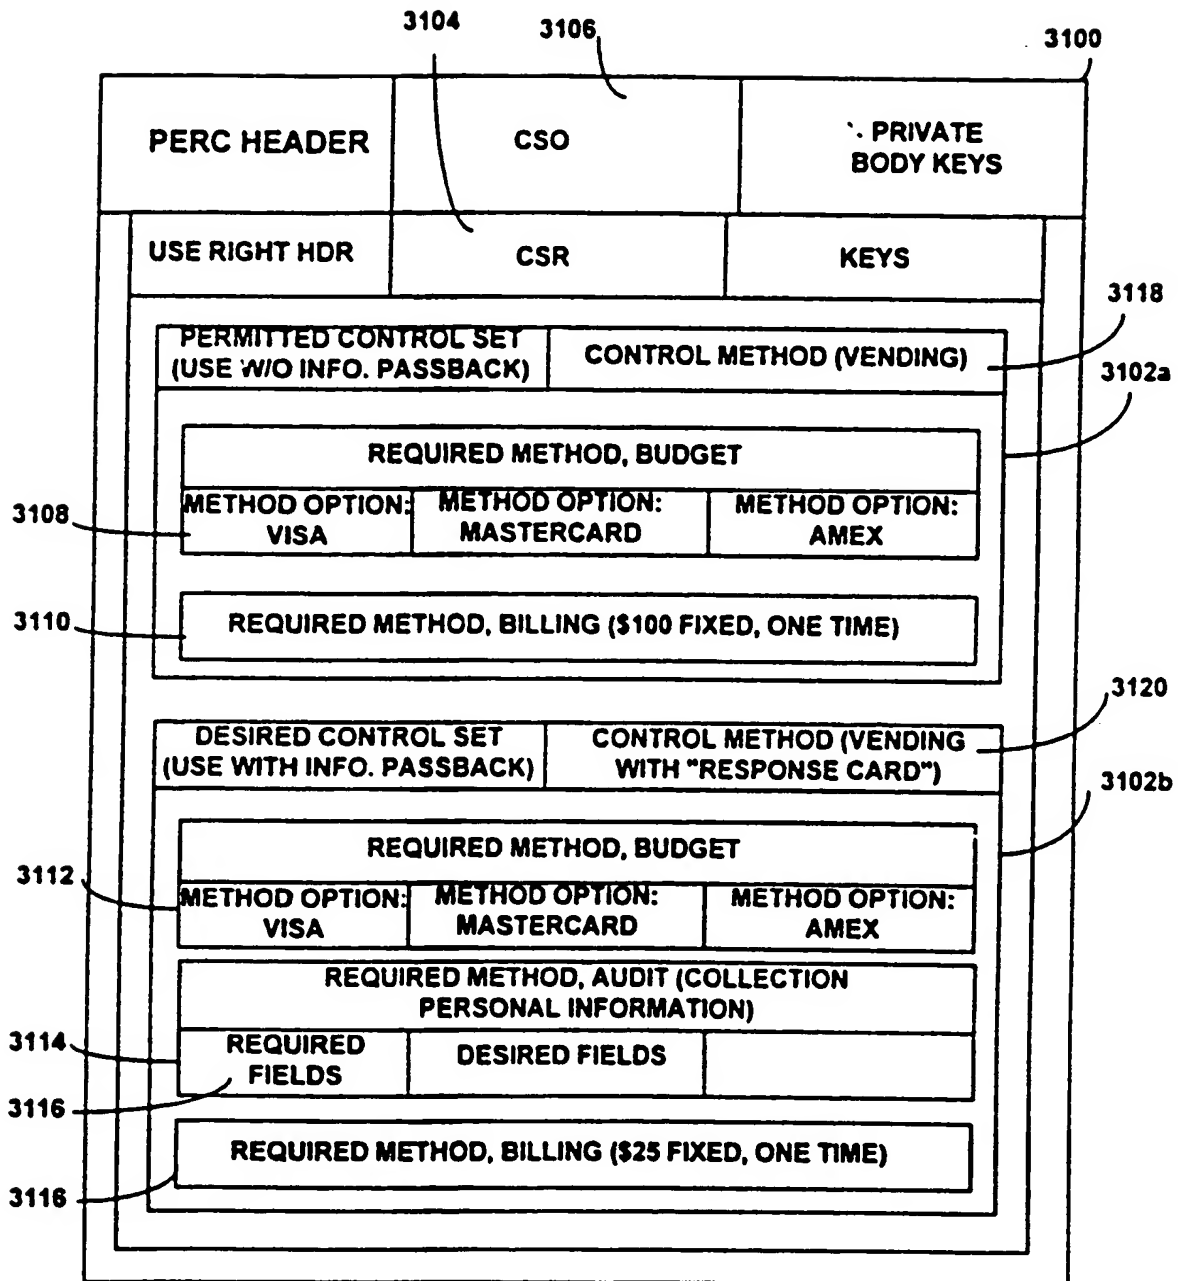 3104
3106
3100
PERC HEADER
CSO
PRIVATE
BODY KEYS
USE RIGHT HDR
CSR
KEYS
3118
PERMITTED CONTROL SET
(USE W/O INFO. PASSBACK)
CONTROL METHOD (VENDING)
3102a
REQUIRED METHOD, BUDGET
3108
METHOD OPTION:
VISA
METHOD OPTION:
MASTERCARD
METHOD OPTION:
AMEX
3110
REQUIRED METHOD, BILLING ($100 FIXED, ONE TIME)
3120
DESIRED CONTROL SET
(USE WITH INFO. PASSBACK)
CONTROL METHOD (VENDING
WITH "RESPONSE CARD")
3102b
REQUIRED METHOD, BUDGET
3112
METHOD OPTION:
VISA
METHOD OPTION:
MASTERCARD
METHOD OPTION:
AMEX
REQUIRED METHOD, AUDIT (COLLECTION
PERSONAL INFORMATION)
3114
REQUIRED
FIELDS
DESIRED FIELDS
3116
REQUIRED METHOD, BILLING ($25 FIXED, ONE TIME)
3116